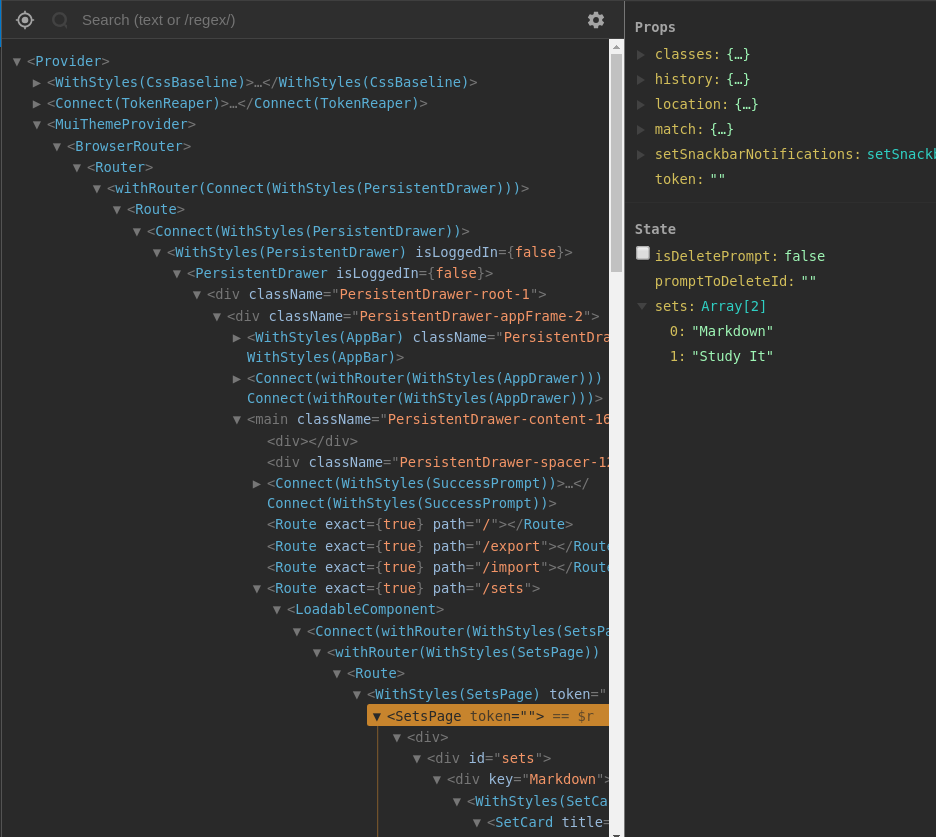 Search (text or /regex/)
▼ <Provider>
▶ <WithStyles(CssBaseline)>…</WithStyles(CssBaseline)>
▶ <Connect(TokenReaper)>…</Connect(TokenReaper)>
▼ <MuiThemeProvider>
▼ <BrowserRouter>
▼ <Router>
▼ <withRouter(Connect(WithStyles(PersistentDrawer)))>
▼ <Route>
▼ <Connect(WithStyles(PersistentDrawer))>
▼ <WithStyles(PersistentDrawer) isLoggedIn={false}>
▼ <PersistentDrawer isLoggedIn={false}>
▼ <div className="PersistentDrawer-root-1">
▼ <div className="PersistentDrawer-appFrame-2">
▶ <WithStyles(AppBar) className="PersistentDra
WithStyles(AppBar)>
▶ <Connect(withRouter(WithStyles(AppDrawer)))
Connect(withRouter(WithStyles(AppDrawer)))>
▼ <main className="PersistentDrawer-content-16
<div></div>
<div className="PersistentDrawer-spacer-12
▶ <Connect(WithStyles(SuccessPrompt))>…</
Connect(WithStyles(SuccessPrompt))>
<Route exact={true} path="/"></Route>
<Route exact={true} path="/export"></Route
<Route exact={true} path="/import"></Route
▼ <Route exact={true} path="/sets">
▼ <LoadableComponent>
▼ <Connect(withRouter(WithStyles(SetsPa
▼ <withRouter(WithStyles(SetsPage))
▼ <Route>
▼ <WithStyles(SetsPage) token="
▼ <SetsPage token=""> == $r
▼ <div>
▼ <div id="sets">
▼ <div key="Markdown">
▼ <WithStyles(SetCa
▼ <SetCard title=
Props
▶ classes: {…}
▶ history: {…}
▶ location: {…}
▶ match: {…}
▶ setSnackbarNotifications: setSnackb
token: ""
State
isDeletePrompt: false
promptToDeleteId: ""
▼ sets: Array[2]
0: "Markdown"
1: "Study It"